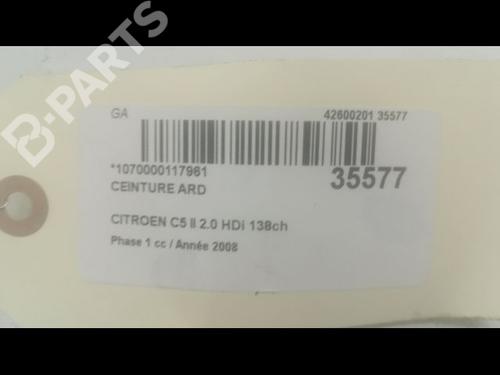 B-PARTS
GA 42600201 35577
*1070000117961 35577
CEINTURE ARD
CITROEN C5 II 2.0 HDi 138ch
Phase 1 cc / Année 2008